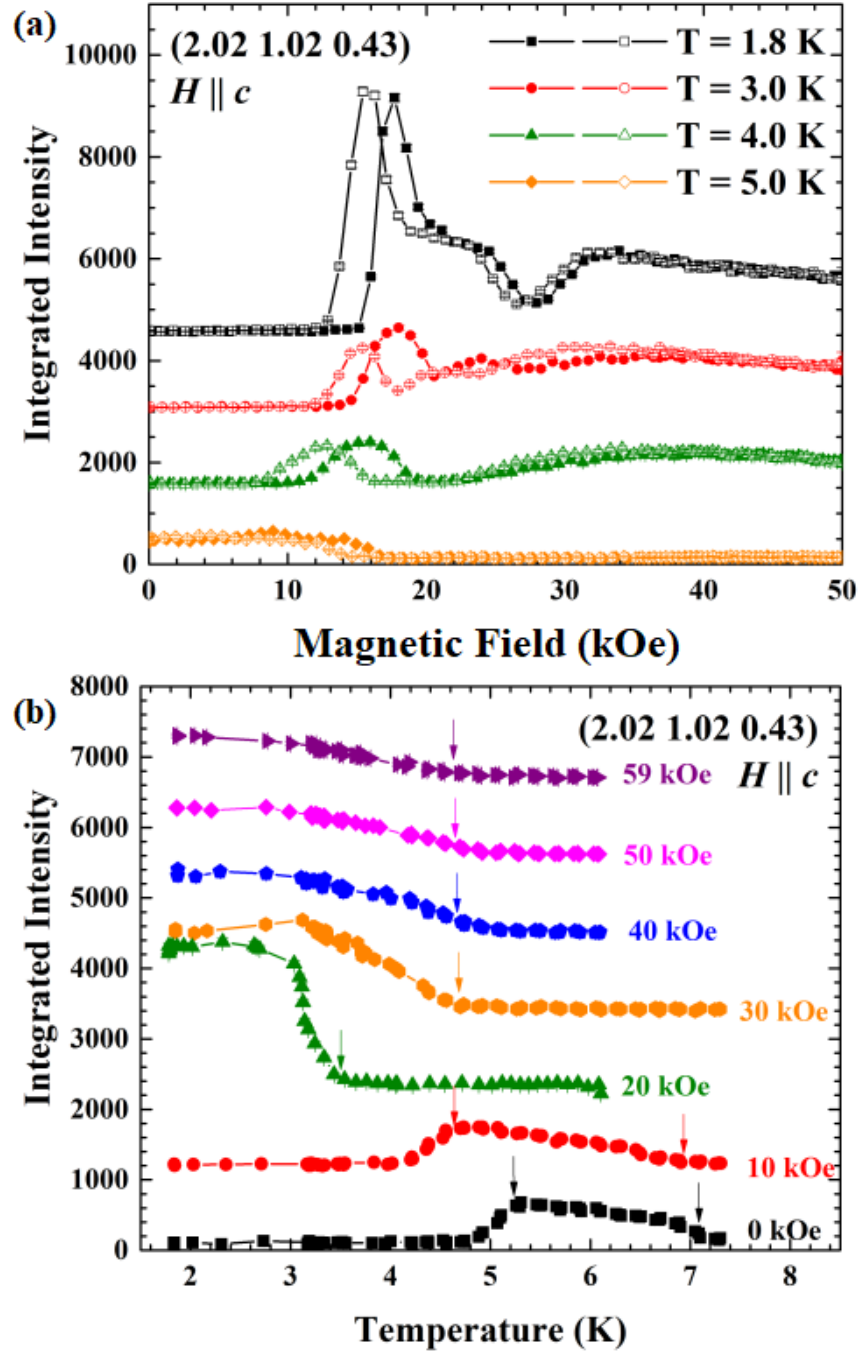 (a)
(2.02 1.02 0.43)
H || c
T = 1.8 K
T = 3.0 K
T = 4.0 K
T = 5.0 K
Integrated Intensity
10000
8000
6000
4000
2000
0
0 10 20 30 40 50
Magnetic Field (kOe)
(b)
(2.02 1.02 0.43)
H || c
Integrated Intensity
8000
7000
6000
5000
4000
3000
2000
1000
0
59 kOe
50 kOe
40 kOe
30 kOe
20 kOe
10 kOe
0 kOe
2 3 4 5 6 7 8
Temperature (K)